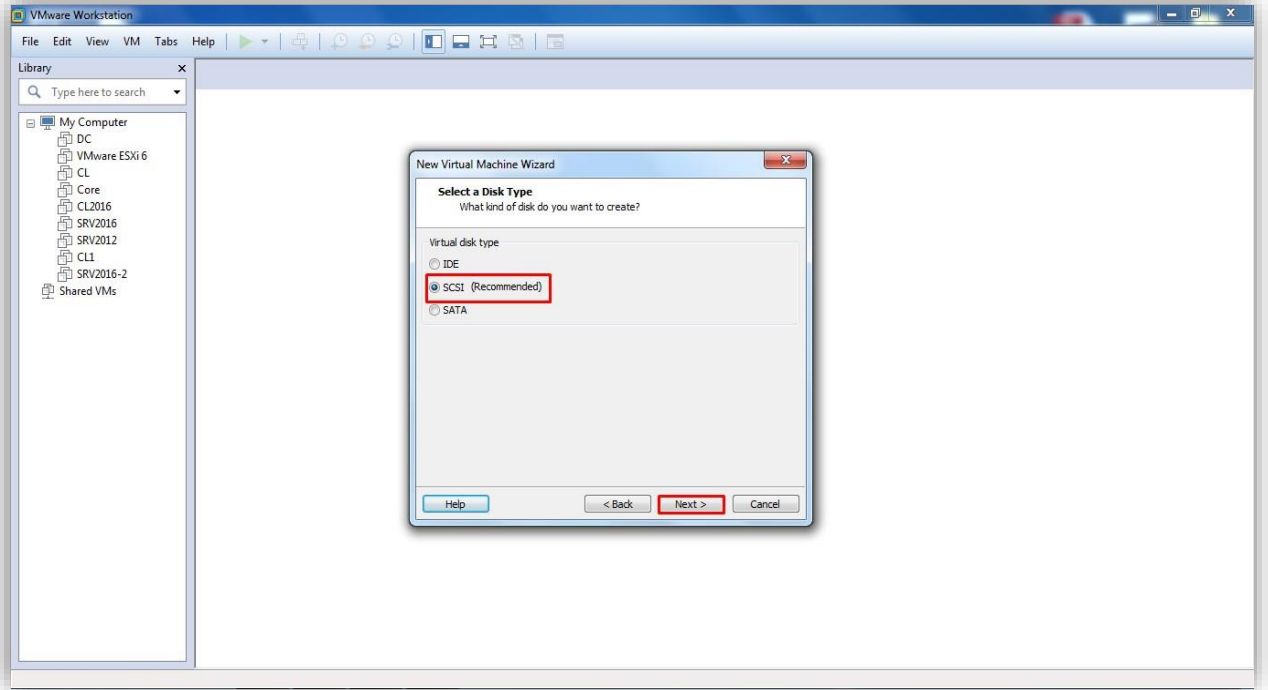 VMware Workstation
File Edit View VM Tabs Help
Library x
Type here to search
My Computer
DC
VMware ESXi 6
CL
Core
CL2016
SRV2016
SRV2012
CL1
SRV2016-2
Shared VMs
New Virtual Machine Wizard
Select a Disk Type
What kind of disk do you want to create?
Virtual disk type
IDE
SCSI (Recommended)
SATA
Help < Back Next > Cancel